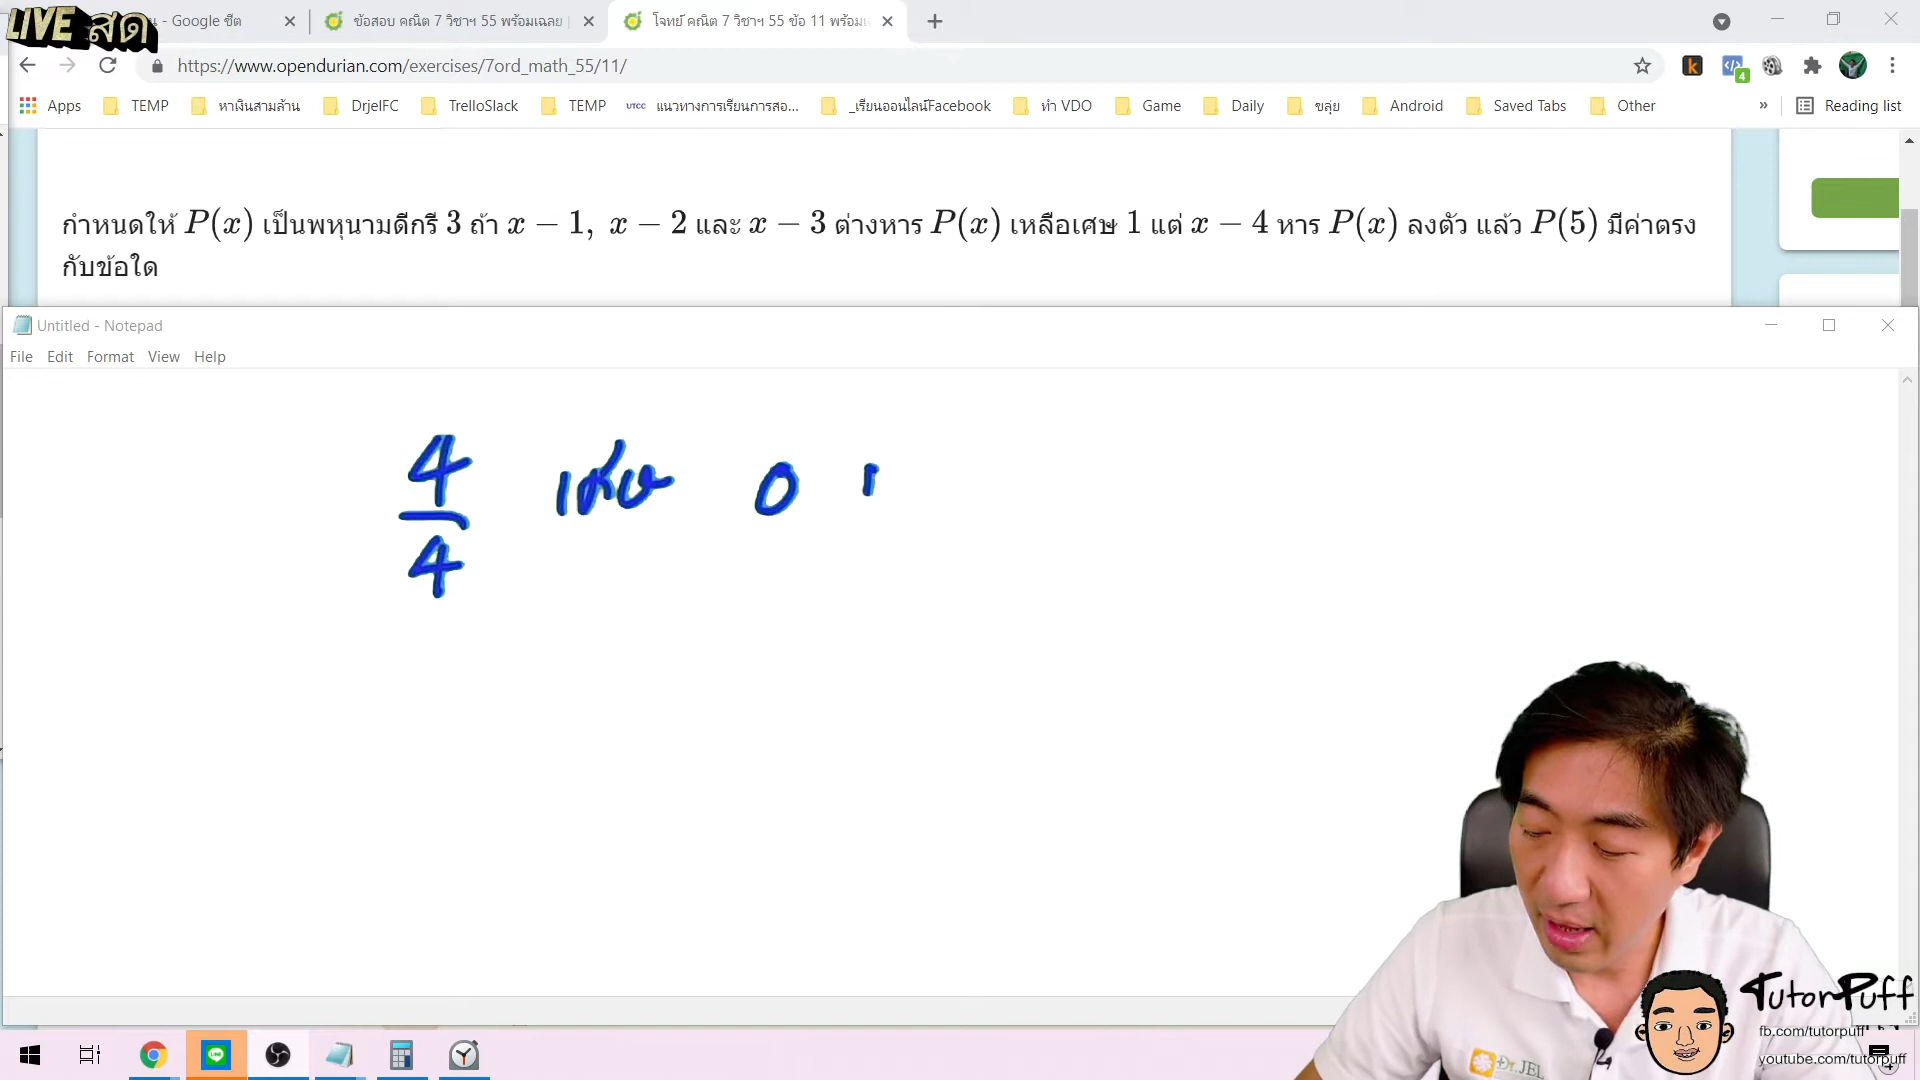 LIVE สด
น - Google ชีต
ข้อสอบ คณิต 7 วิชาฯ 55 พร้อมเฉลย |
โจทย์ คณิต 7 วิชาฯ 55 ข้อ 11 พร้อมเ
https://www.opendurian.com/exercises/7ord_math_55/11/
4
Apps TEMP หาเงินสามล้าน DrjelFC TrelloSlack TEMP UTCC แนวทางการเรียนการสอ... _เรียนออนไลน์Facebook ทำ VDO Game Daily ขลุ่ย Android Saved Tabs Other » Reading list
กำหนดให้ P(x) เป็นพหุนามดีกรี 3 ถ้า x − 1, x − 2 และ x − 3 ต่างหาร P(x) เหลือเศษ 1 แต่ x − 4 หาร P(x) ลงตัว แล้ว P(5) มีค่าตรง
กับข้อใด
Untitled - Notepad
File Edit Format View Help
4 เศษ 0
4
TutorPuff
fb.com/tutorpuff
youtube.com/tutorpuff
Dr.JEL